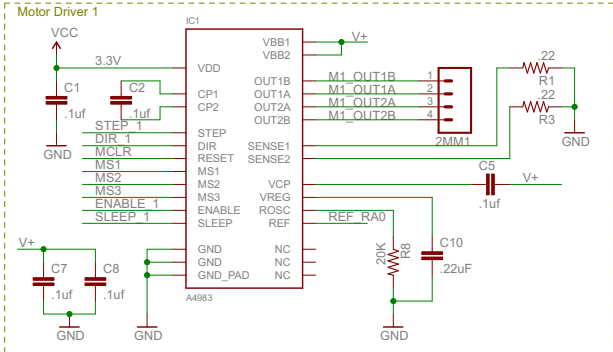 Motor Driver 1
IC1
VCC
3.3V
C1
.1uf
GND
C2
.1uf
STEP_1
DIR_1
MCLR
MS1
MS2
MS3
ENABLE_1
SLEEP_1
VDD
CP1
CP2
STEP
DIR
RESET
MS1
MS2
MS3
ENABLE
SLEEP
GND
GND
GND_PAD
VBB1
VBB2
OUT1B
OUT1A
OUT2A
OUT2B
SENSE1
SENSE2
VCP
VREG
ROSC
REF
NC
NC
NC
A4983
V+
M1_OUT1B
M1_OUT1A
M1_OUT2A
M1_OUT2B
1
2
3
4
2MM1
.22
R1
.22
R3
GND
C5
.1uf
V+
REF_RA0
20K
R8
C10
.22uF
GND
V+
C7
.1uf
C8
.1uf
GND
GND